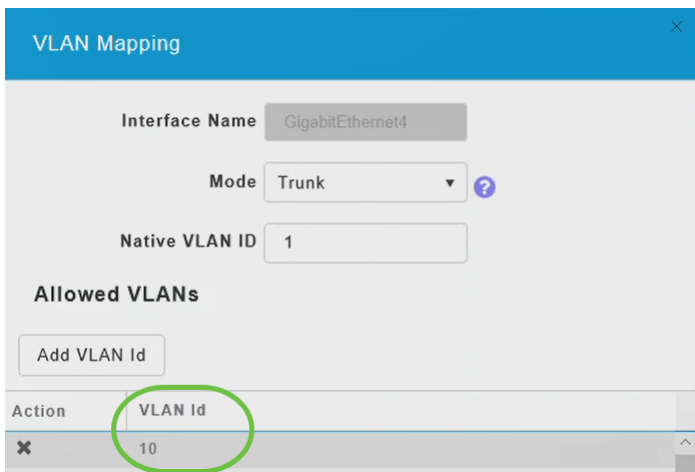 VLAN Mapping
Interface Name GigabitEthernet4
Mode Trunk
Native VLAN ID 1
Allowed VLANs
Add VLAN Id
Action VLAN Id
10